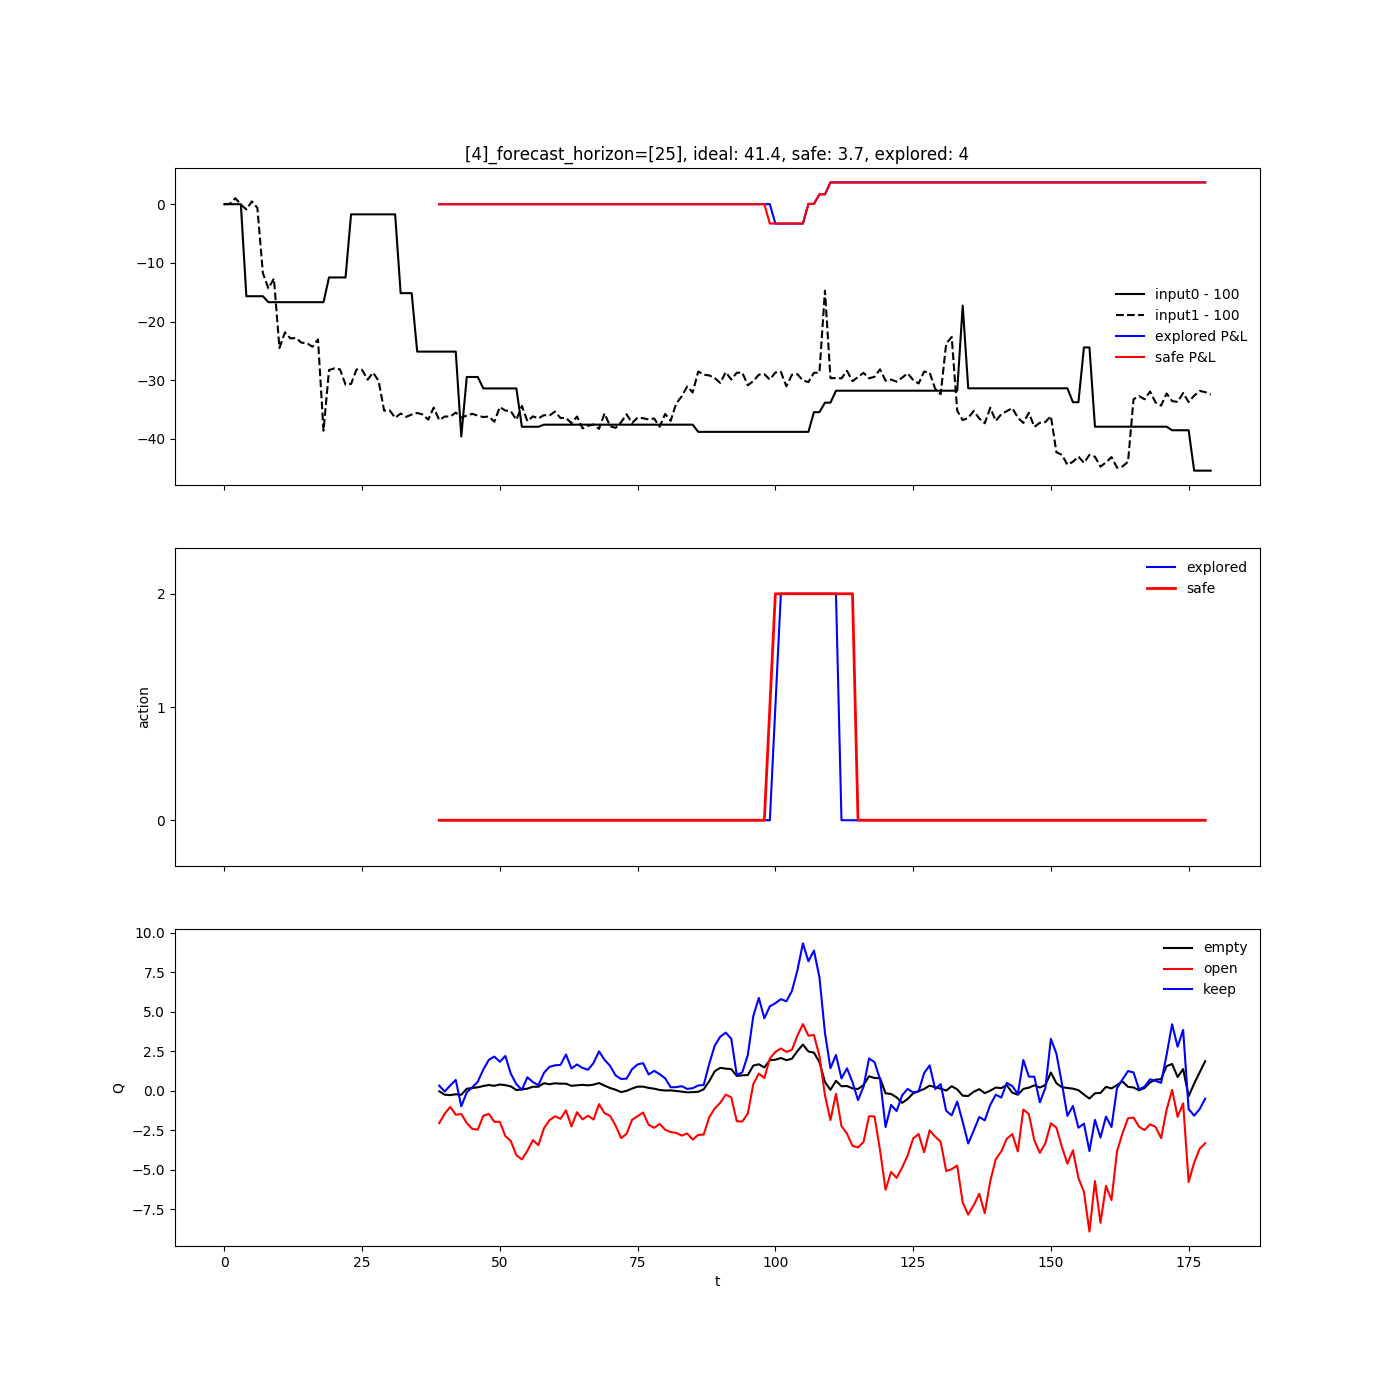 [4]_forecast_horizon=[25], ideal: 41.4, safe: 3.7, explored: 4
0
−10
−20
−30
−40
input0 - 100
input1 - 100
explored P&L
safe P&L
2
1
0
action
explored
safe
10.0
7.5
5.0
2.5
0.0
−2.5
−5.0
−7.5
Q
empty
open
keep
0 25 50 75 100 125 150 175
t